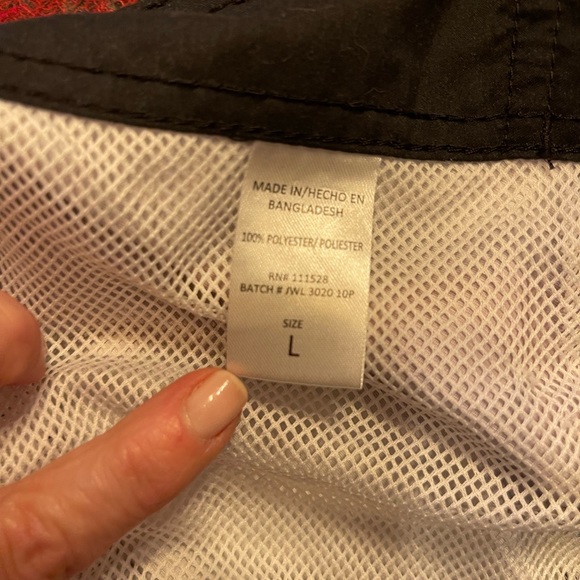 MADE IN/HECHO EN
BANGLADESH
100% POLYESTER/POLIESTER
RN# 111528
BATCH # JWL 3020 10P
SIZE
L